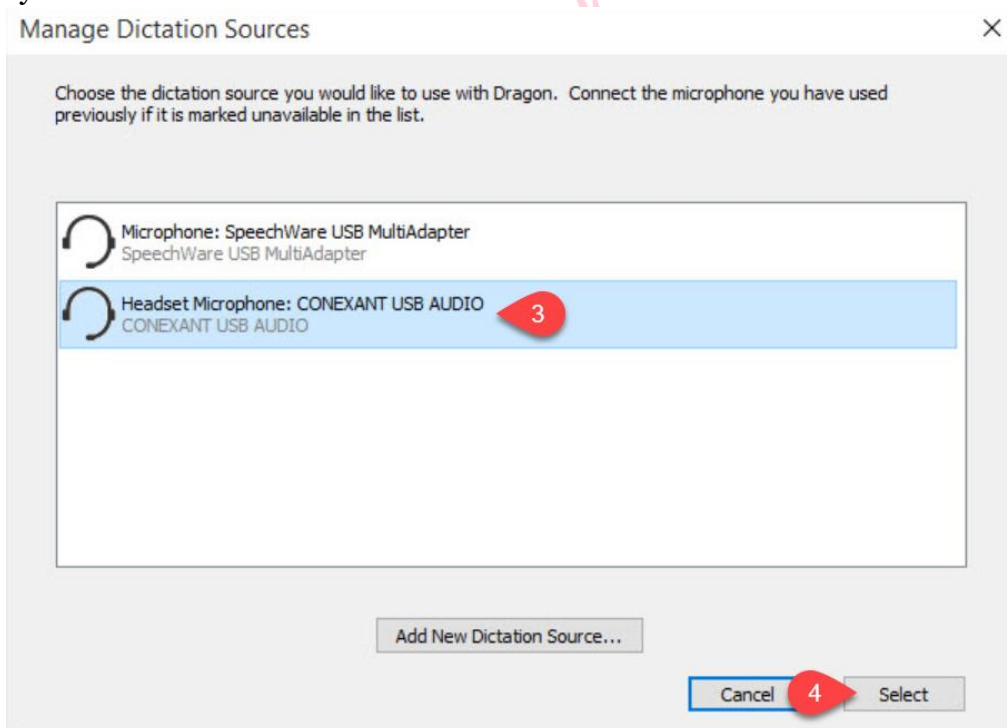 Manage Dictation Sources
Choose the dictation source you would like to use with Dragon. Connect the microphone you have used
previously if it is marked unavailable in the list.
Microphone: SpeechWare USB MultiAdapter
SpeechWare USB MultiAdapter
Headset Microphone: CONEXANT USB AUDIO
3
CONEXANT USB AUDIO
Add New Dictation Source...
Cancel
4
Select